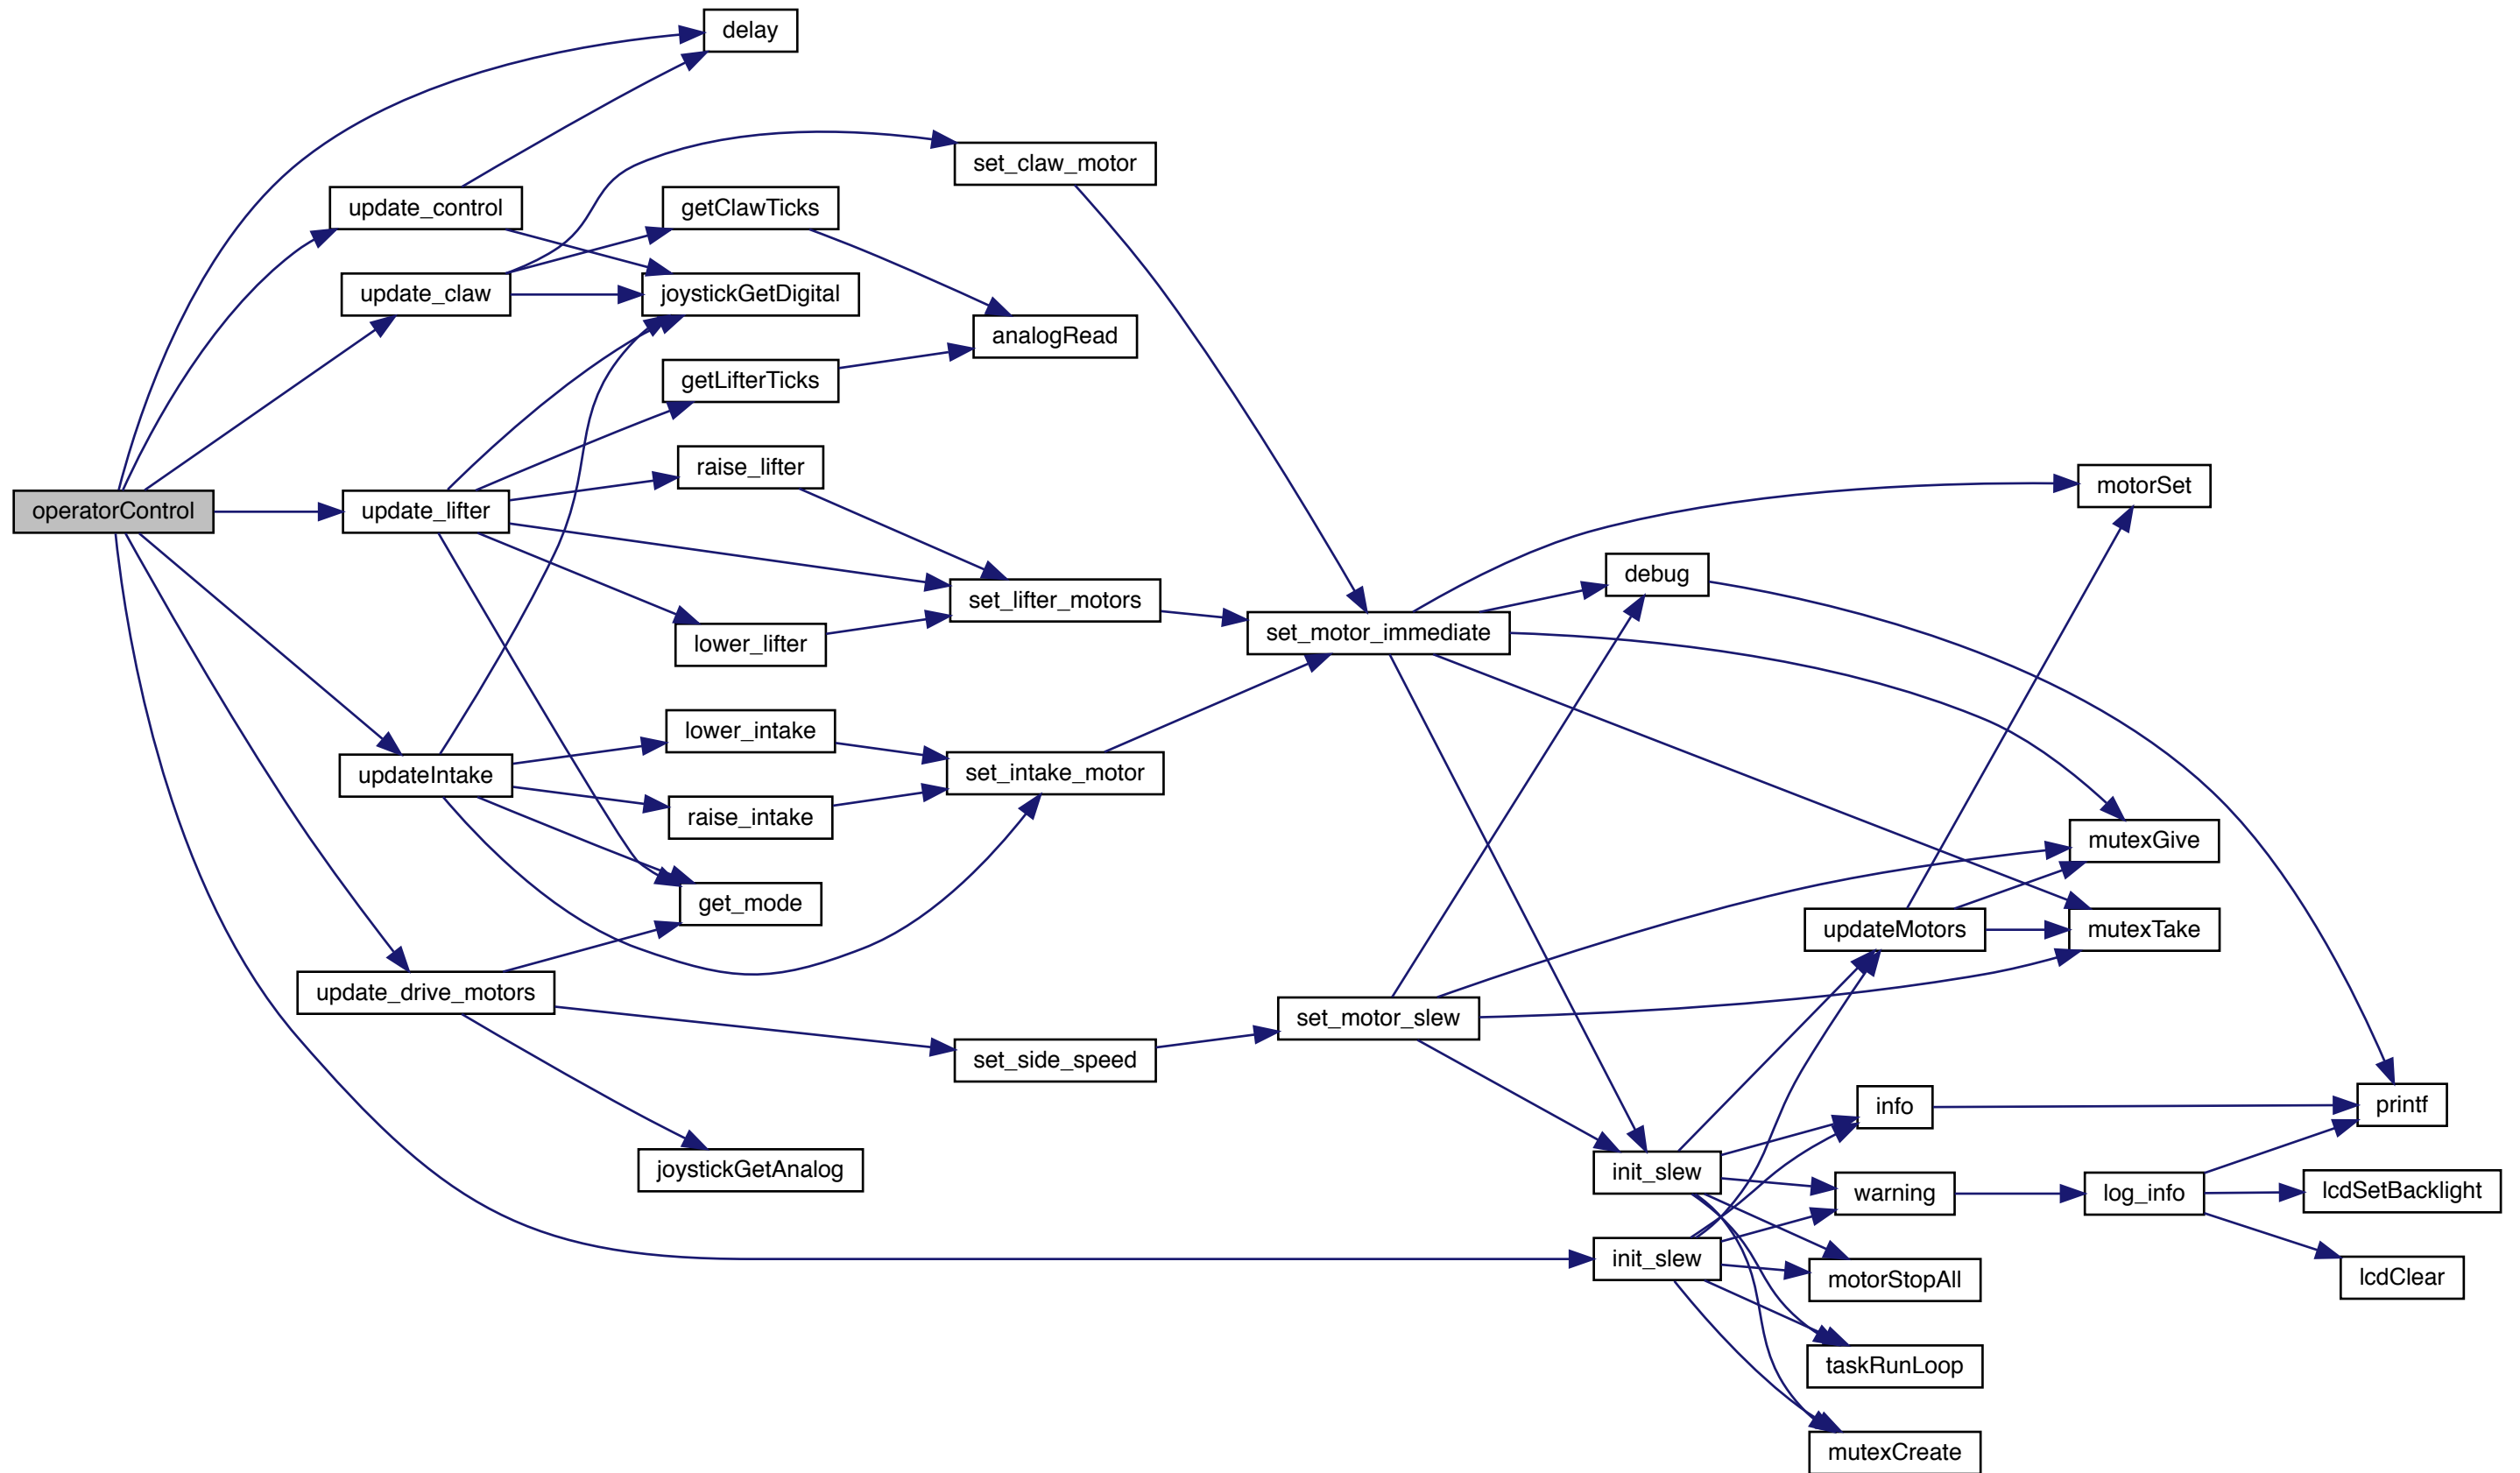 delay
set_claw_motor
update_control
getClawTicks
update_claw
joystickGetDigital
analogRead
getLifterTicks
raise_lifter
motorSet
operatorControl
update_lifter
debug
set_lifter_motors
set_motor_immediate
lower_lifter
lower_intake
updateIntake
set_intake_motor
raise_intake
mutexGive
get_mode
updateMotors
mutexTake
update_drive_motors
set_motor_slew
set_side_speed
info
printf
joystickGetAnalog
init_slew
warning
log_info
lcdSetBacklight
init_slew
motorStopAll
lcdClear
taskRunLoop
mutexCreate